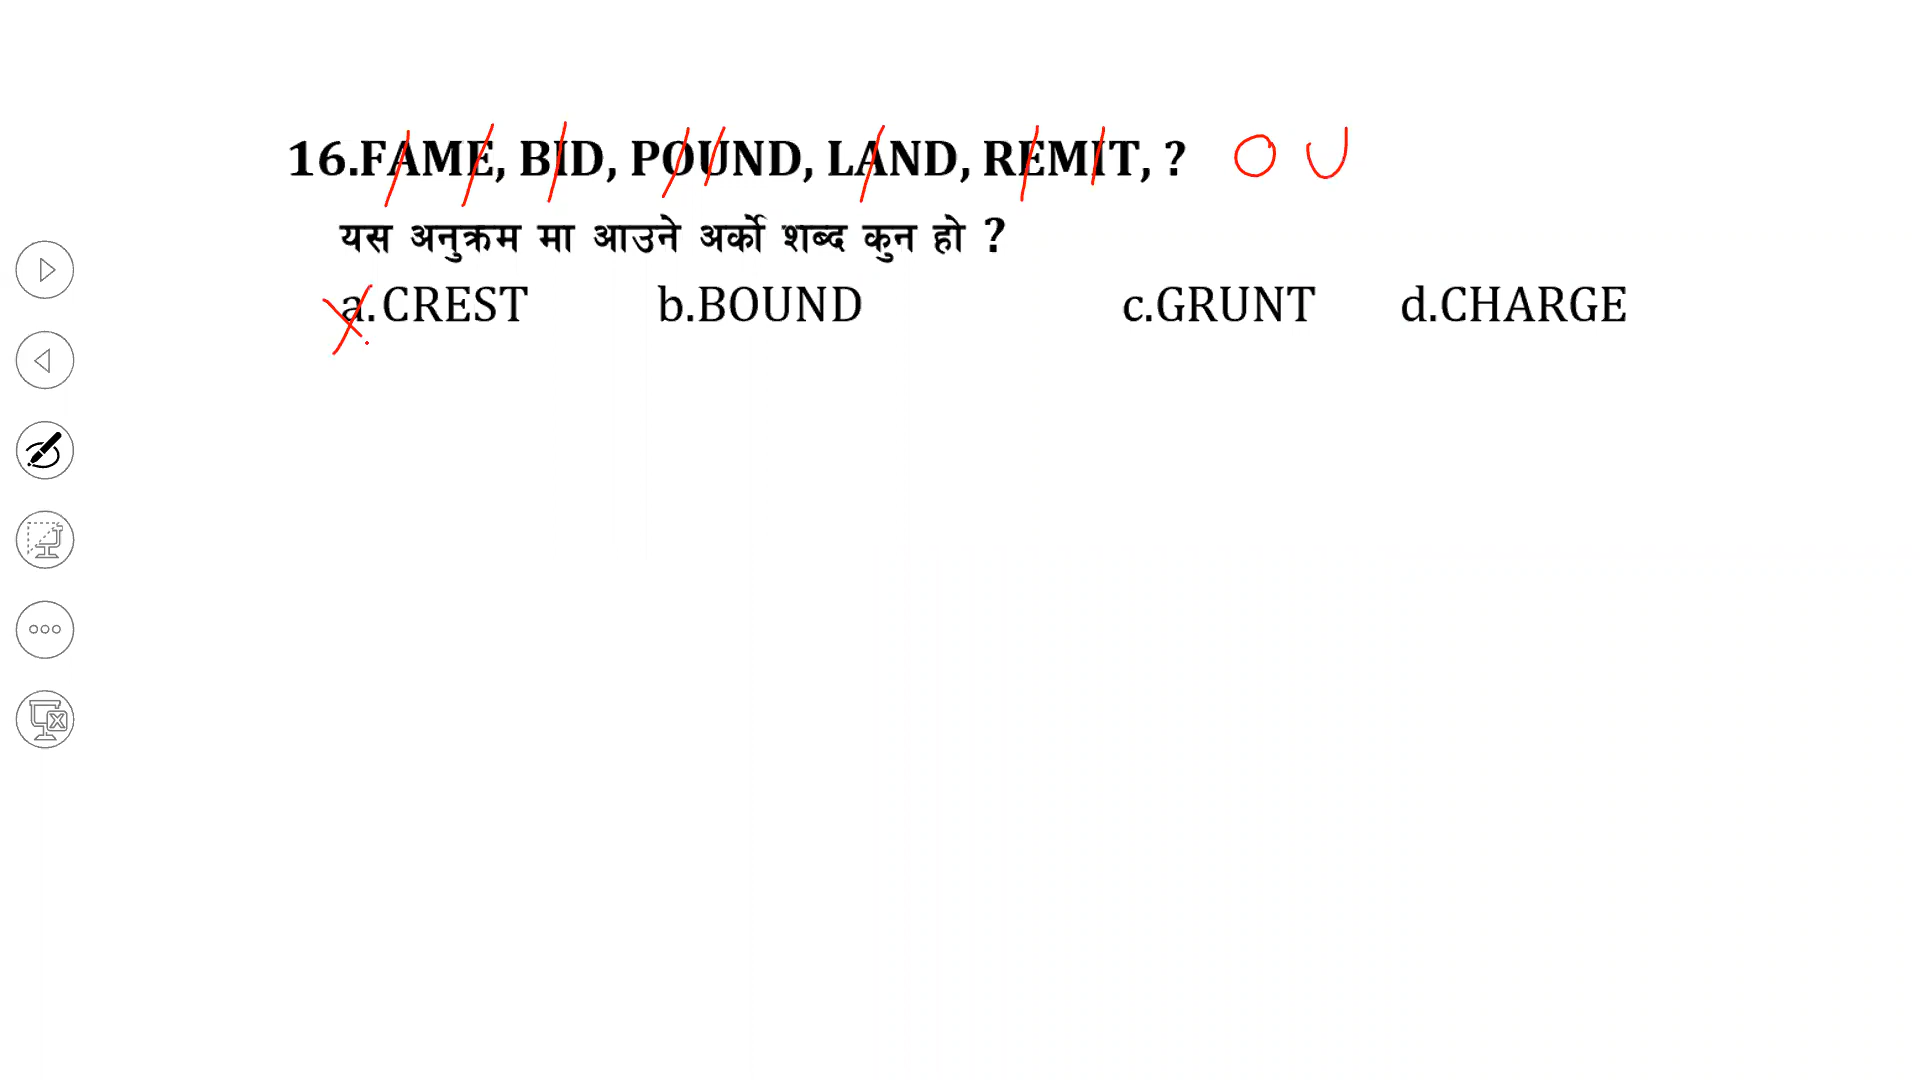 16.FAME, BID, POUND, LAND, REMIT, ? O U
यस अनुक्रम मा आउने अर्को शब्द कुन हो ?
a.CREST b.BOUND c.GRUNT d.CHARGE